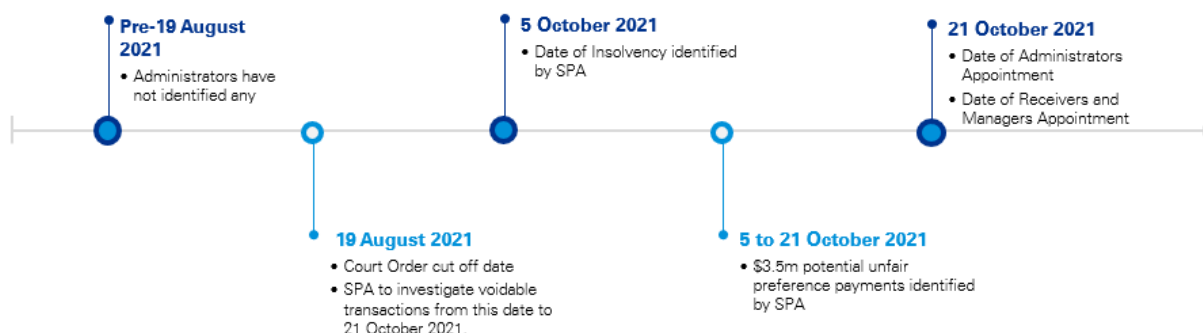 Pre-19 August
2021
• Administrators have
not identified any
5 October 2021
• Date of Insolvency identified
by SPA
21 October 2021
• Date of Administrators
Appointment
• Date of Receivers and
Managers Appointment
19 August 2021
• Court Order cut off date
• SPA to investigate voidable
transactions from this date to
21 October 2021.
5 to 21 October 2021
• $3.5m potential unfair
preference payments identified
by SPA